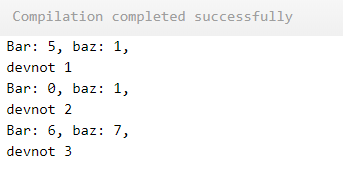 Compilation completed successfully
Bar: 5, baz: 1,
devnot 1
Bar: 0, baz: 1,
devnot 2
Bar: 6, baz: 7,
devnot 3